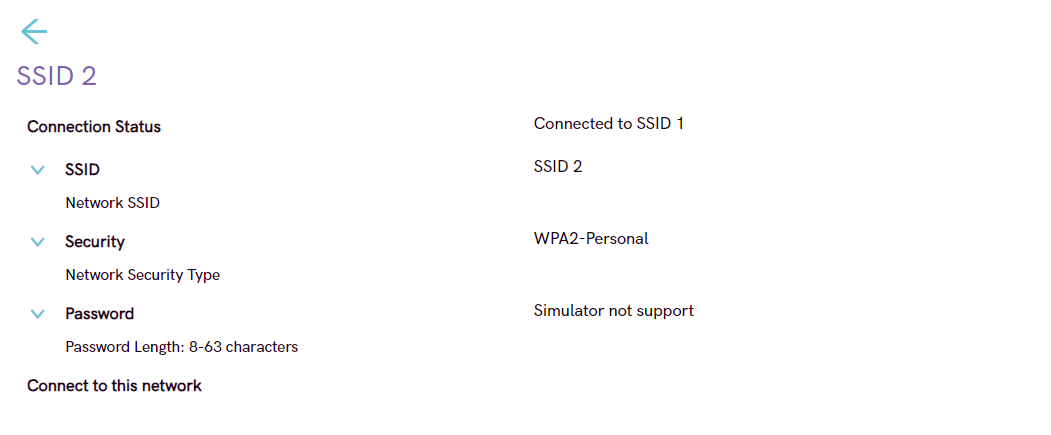 SSID 2
Connection Status
Connected to SSID 1
SSID
SSID 2
Network SSID
Security
WPA2-Personal
Network Security Type
Password
Simulator not support
Password Length: 8-63 characters
Connect to this network